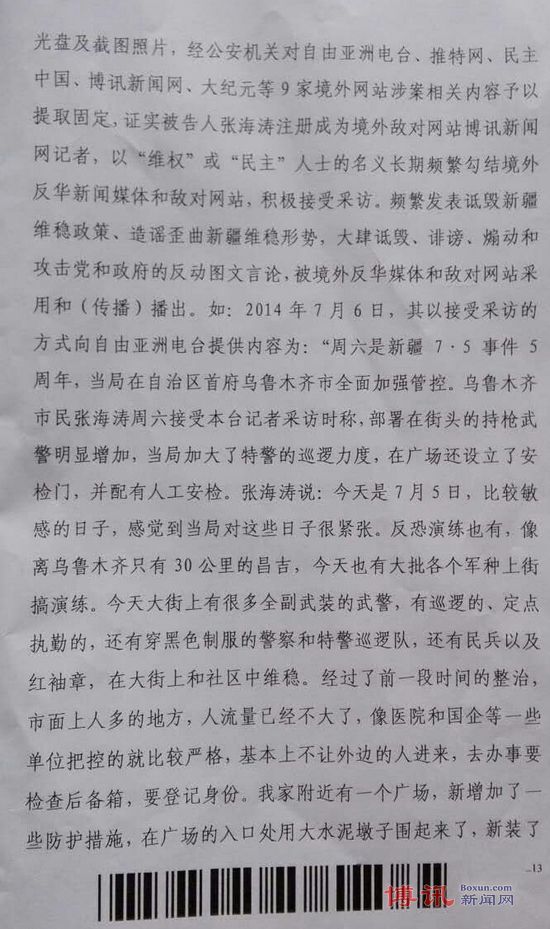 光盘及截图照片，经公安机关对自由亚洲电台、推特网、民主
中国、博讯新闻网、大纪元等 9 家境外网站涉案相关内容予以
提取固定，证实被告人张海涛注册成为境外敌对网站博讯新闻
网记者，以“维权”或“民主”人士的名义长期频繁勾结境外
反华新闻媒体和敌对网站，积极接受采访。频繁发表诋毁新疆
维稳政策、造谣歪曲新疆维稳形势，大肆诋毁、诽谤、煽动和
攻击党和政府的反动图文言论，被境外反华媒体和敌对网站采
用和（传播）播出。如：2014 年 7 月 6 日，其以接受采访的
方式向自由亚洲电台提供内容为：“周六是新疆 7·5 事件 5
周年，当局在自治区首府乌鲁木齐市全面加强管控。乌鲁木齐
市民张海涛周六接受本台记者采访时称，部署在街头的持枪武
警明显增加，当局加大了特警的巡逻力度，在广场还设立了安
检门，并配有人工安检。张海涛说：今天是 7 月 5 日，比较敏
感的日子，感觉到当局对这些日子很紧张。反恐演练也有，像
离乌鲁木齐只有 30 公里的昌吉，今天也有大批各个军种上街
搞演练。今天大街上有很多全副武装的武警，有巡逻的、定点
执勤的，还有穿黑色制服的警察和特警巡逻队，还有民兵以及
红袖章，在大街上和社区中维稳。经过了前一段时间的整治，
市面上人多的地方，人流量已经不大了，像医院和国企等一些
单位把控的就比较严格，基本上不让外边的人进来，去办事要
检查后备箱，要登记身份。我家附近有一个广场，新增加了一
些防护措施，在广场的入口处用大水泥墩子围起来了，新装了
13
博讯 Boxun.com
新闻网